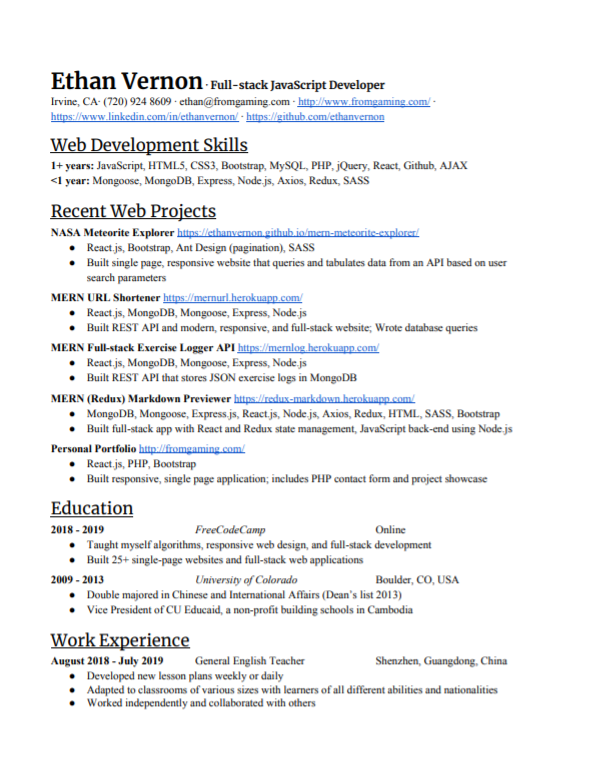 Ethan Vernon · Full-stack JavaScript Developer
Irvine, CA· (720) 924 8609 · ethan@fromgaming.com · http://www.fromgaming.com/ ·
https://www.linkedin.com/in/ethanvernon/ · https://github.com/ethanvernon
Web Development Skills
1+ years: JavaScript, HTML5, CSS3, Bootstrap, MySQL, PHP, jQuery, React, Github, AJAX
<1 year: Mongoose, MongoDB, Express, Node.js, Axios, Redux, SASS
Recent Web Projects
NASA Meteorite Explorer https://ethanvernon.github.io/mern-meteorite-explorer/
● React.js, Bootstrap, Ant Design (pagination), SASS
● Built single page, responsive website that queries and tabulates data from an API based on user
search parameters
MERN URL Shortener https://mernurl.herokuapp.com/
● React.js, MongoDB, Mongoose, Express, Node.js
● Built REST API and modern, responsive, and full-stack website; Wrote database queries
MERN Full-stack Exercise Logger API https://mernlog.herokuapp.com/
● React.js, MongoDB, Mongoose, Express, Node.js
● Built REST API that stores JSON exercise logs in MongoDB
MERN (Redux) Markdown Previewer https://redux-markdown.herokuapp.com/
● MongoDB, Mongoose, Express.js, React.js, Node.js, Axios, Redux, HTML, SASS, Bootstrap
● Built full-stack app with React and Redux state management, JavaScript back-end using Node.js
Personal Portfolio http://fromgaming.com/
● React.js, PHP, Bootstrap
● Built responsive, single page application; includes PHP contact form and project showcase
Education
2018 - 2019 FreeCodeCamp Online
● Taught myself algorithms, responsive web design, and full-stack development
● Built 25+ single-page websites and full-stack web applications
2009 - 2013 University of Colorado Boulder, CO, USA
● Double majored in Chinese and International Affairs (Dean's list 2013)
● Vice President of CU Educaid, a non-profit building schools in Cambodia
Work Experience
August 2018 - July 2019 General English Teacher Shenzhen, Guangdong, China
● Developed new lesson plans weekly or daily
● Adapted to classrooms of various sizes with learners of all different abilities and nationalities
● Worked independently and collaborated with others